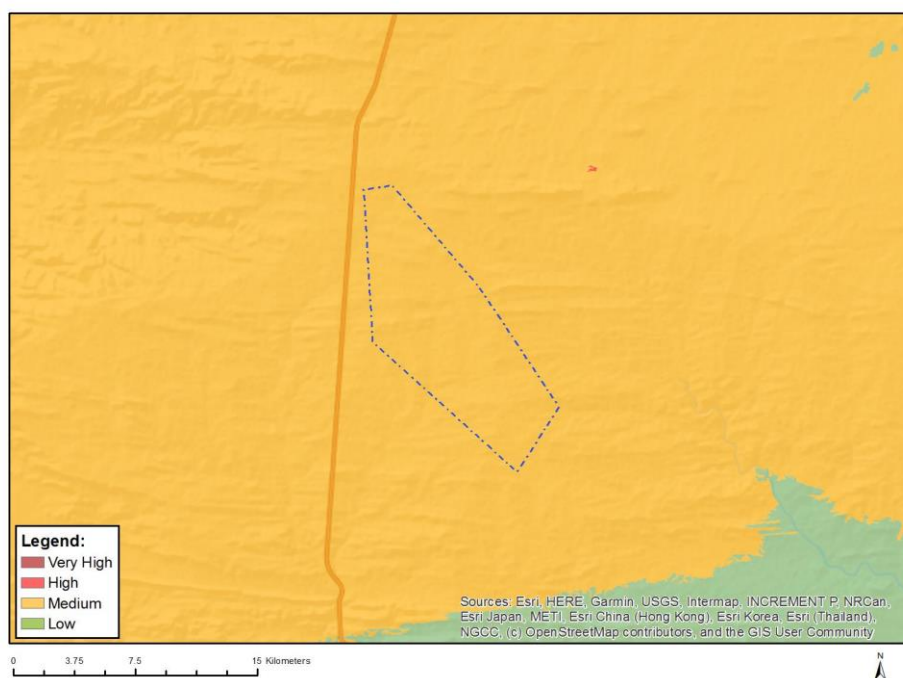 Legend:
Very High
High
Medium
Low
Sources: Esri, HERE, Garmin, USGS, Intermap, INCREMENT P, NRCan,
Esri Japan, METI, Esri China (Hong Kong), Esri Korea, Esri (Thailand),
NGCC, (c) OpenStreetMap contributors, and the GIS User Community
0 3.75 7.5 15 Kilometers
N